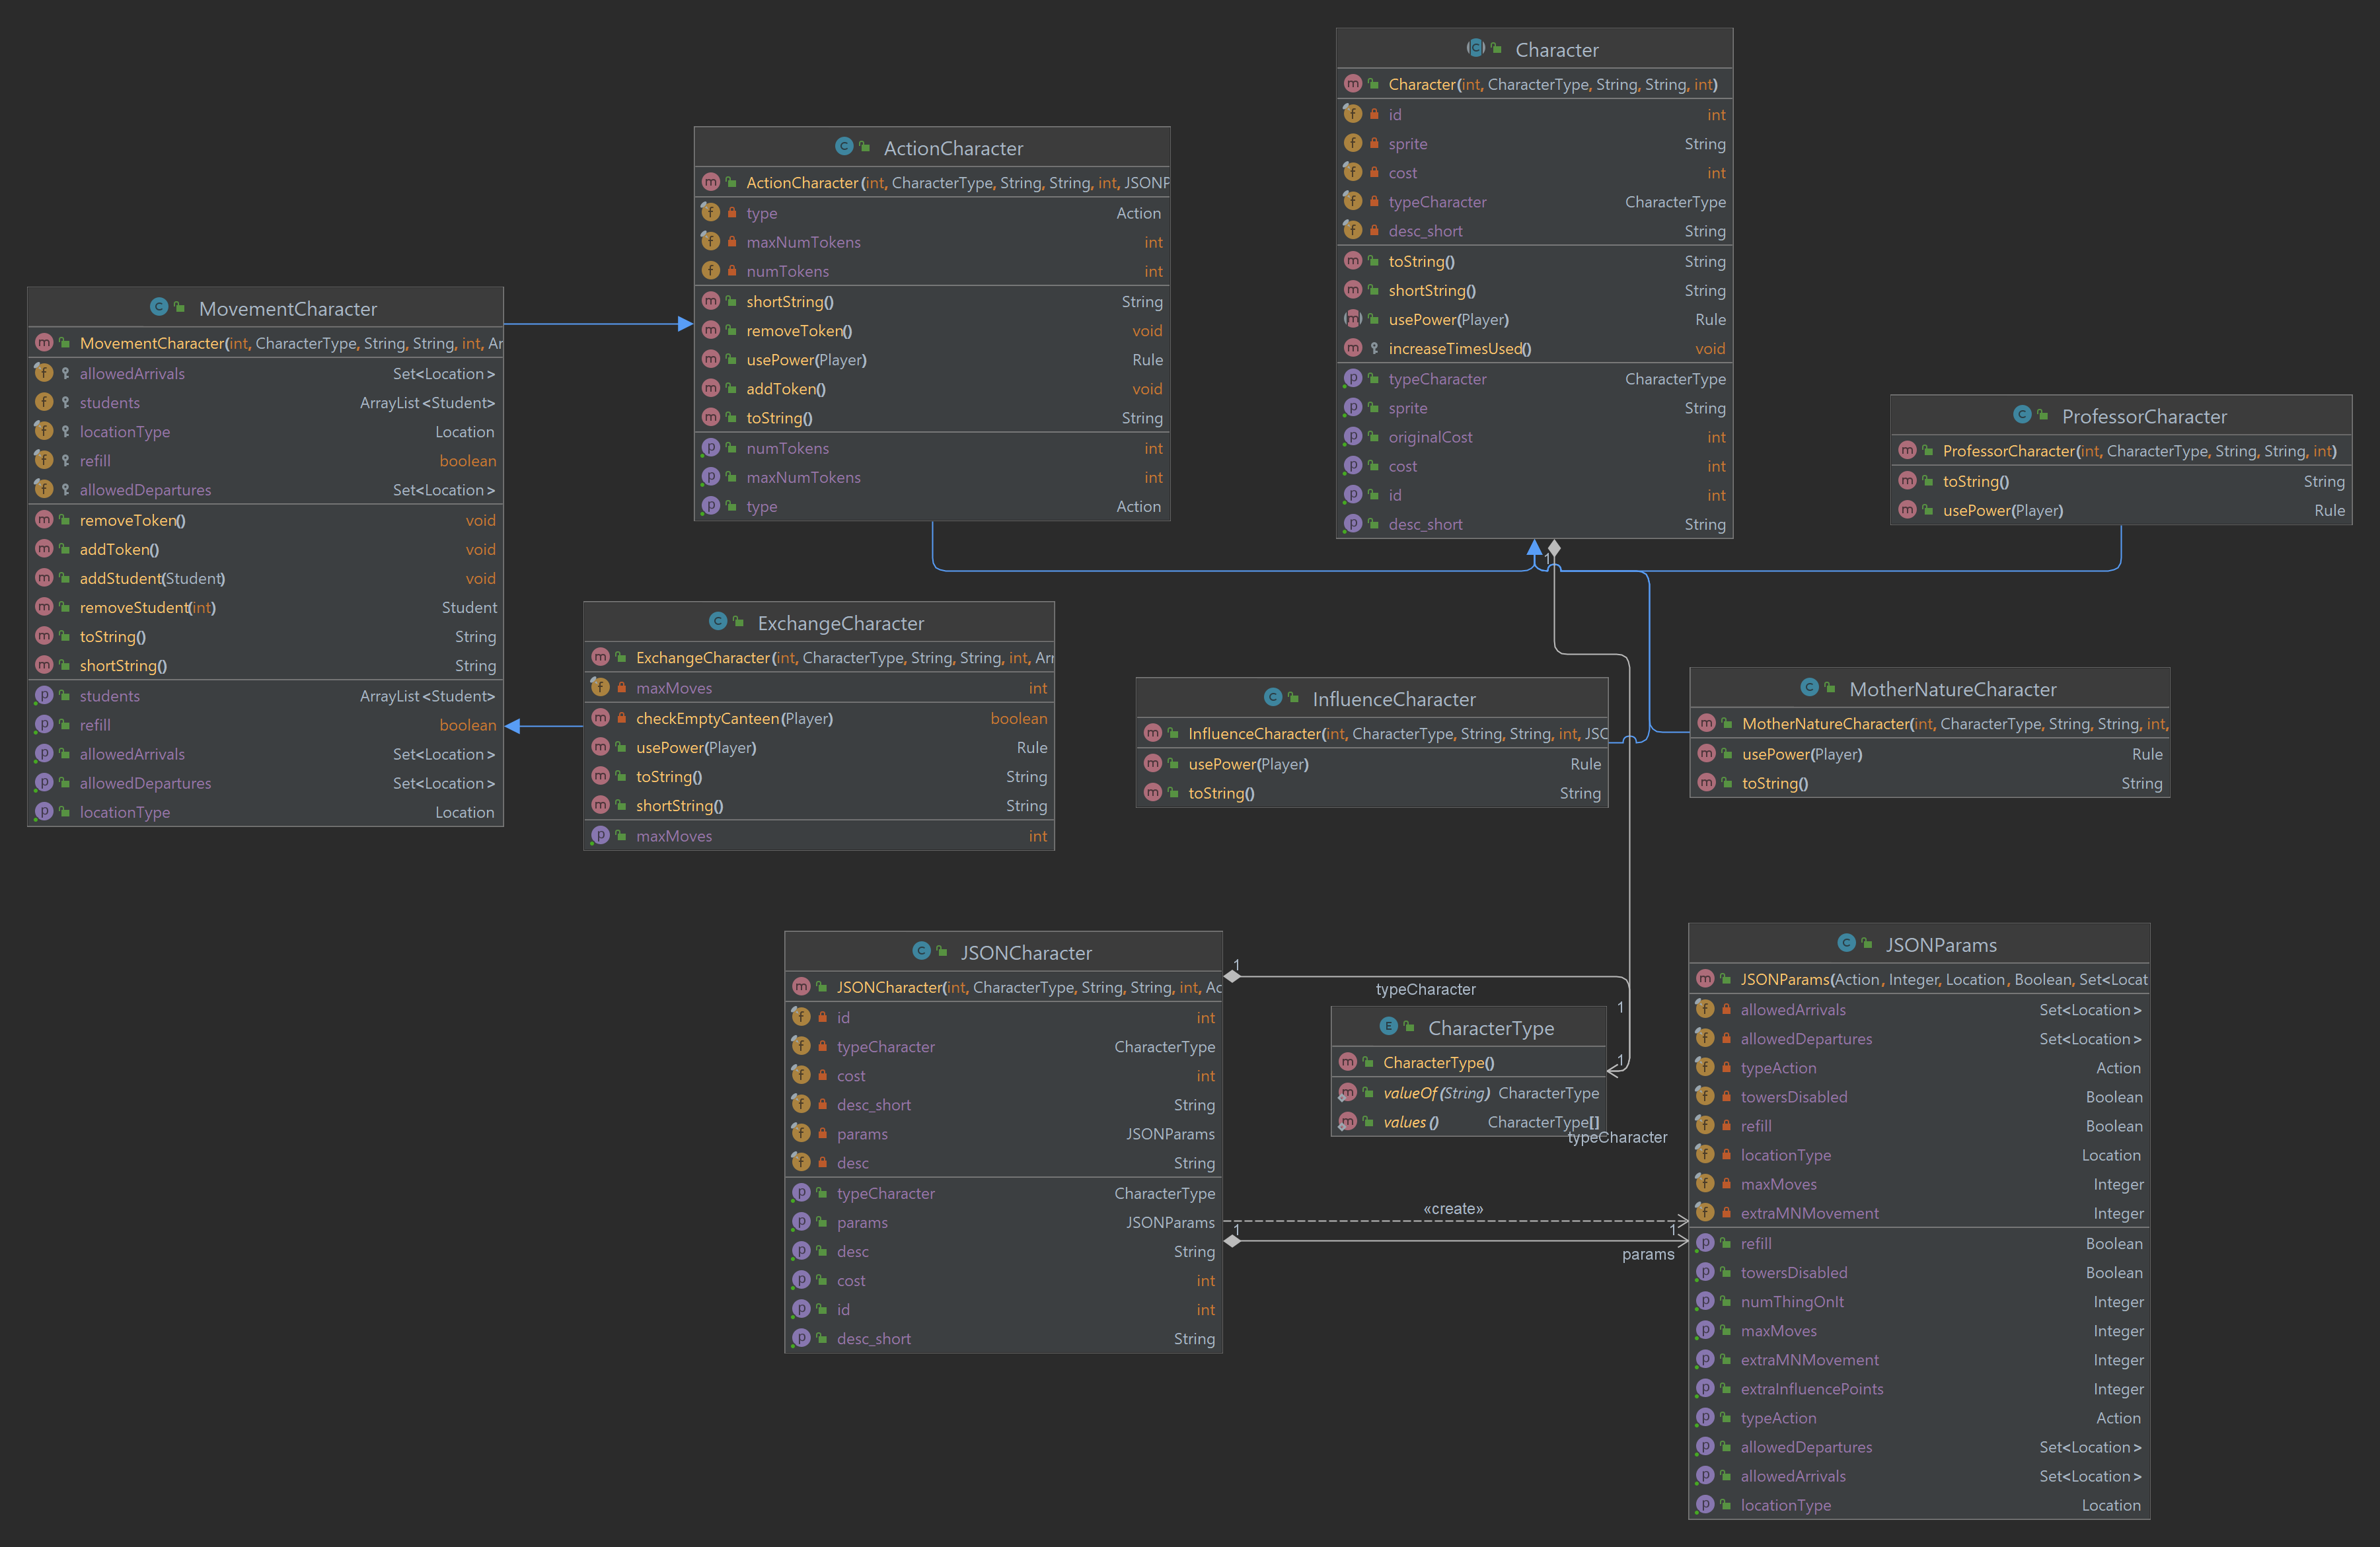 Character
Character(int, CharacterType, String, String, int)
id int
sprite String
cost int
typeCharacter CharacterType
desc_short String
toString() String
shortString() String
usePower(Player) Rule
increaseTimesUsed() void
typeCharacter CharacterType
sprite String
originalCost int
cost int
id int
desc_short String
1
ActionCharacter
ActionCharacter(int, CharacterType, String, String, int, JSONP
type Action
maxNumTokens int
numTokens int
shortString() String
removeToken() void
usePower(Player) Rule
addToken() void
toString() String
numTokens int
maxNumTokens int
type Action
MovementCharacter
MovementCharacter(int, CharacterType, String, String, int, Ar
allowedArrivals Set<Location>
students ArrayList<Student>
locationType Location
refill boolean
allowedDepartures Set<Location>
removeToken() void
addToken() void
addStudent(Student) void
removeStudent(int) Student
toString() String
shortString() String
students ArrayList<Student>
refill boolean
allowedArrivals Set<Location>
allowedDepartures Set<Location>
locationType Location
ProfessorCharacter
ProfessorCharacter(int, CharacterType, String, String, int)
toString() String
usePower(Player) Rule
ExchangeCharacter
ExchangeCharacter(int, CharacterType, String, String, int, Arr
maxMoves int
checkEmptyCanteen(Player) boolean
usePower(Player) Rule
toString() String
shortString() String
maxMoves int
InfluenceCharacter
InfluenceCharacter(int, CharacterType, String, String, int, JSC
usePower(Player) Rule
toString() String
MotherNatureCharacter
MotherNatureCharacter(int, CharacterType, String, String, int,
usePower(Player) Rule
toString() String
JSONCharacter
JSONCharacter(int, CharacterType, String, String, int, Ac
id int
typeCharacter CharacterType
cost int
desc_short String
params JSONParams
desc String
typeCharacter CharacterType
params JSONParams
desc String
cost int
id int
desc_short String
1
typeCharacter
1
CharacterType
CharacterType()
valueOf(String) CharacterType
values() CharacterType[]
1
typeCharacter
«create»
1
1
params
JSONParams
JSONParams(Action, Integer, Location, Boolean, Set<Locat
allowedArrivals Set<Location>
allowedDepartures Set<Location>
typeAction Action
towersDisabled Boolean
refill Boolean
locationType Location
maxMoves Integer
extraMNMovement Integer
refill Boolean
towersDisabled Boolean
numThingOnIt Integer
maxMoves Integer
extraMNMovement Integer
extraInfluencePoints Integer
typeAction Action
allowedDepartures Set<Location>
allowedArrivals Set<Location>
locationType Location